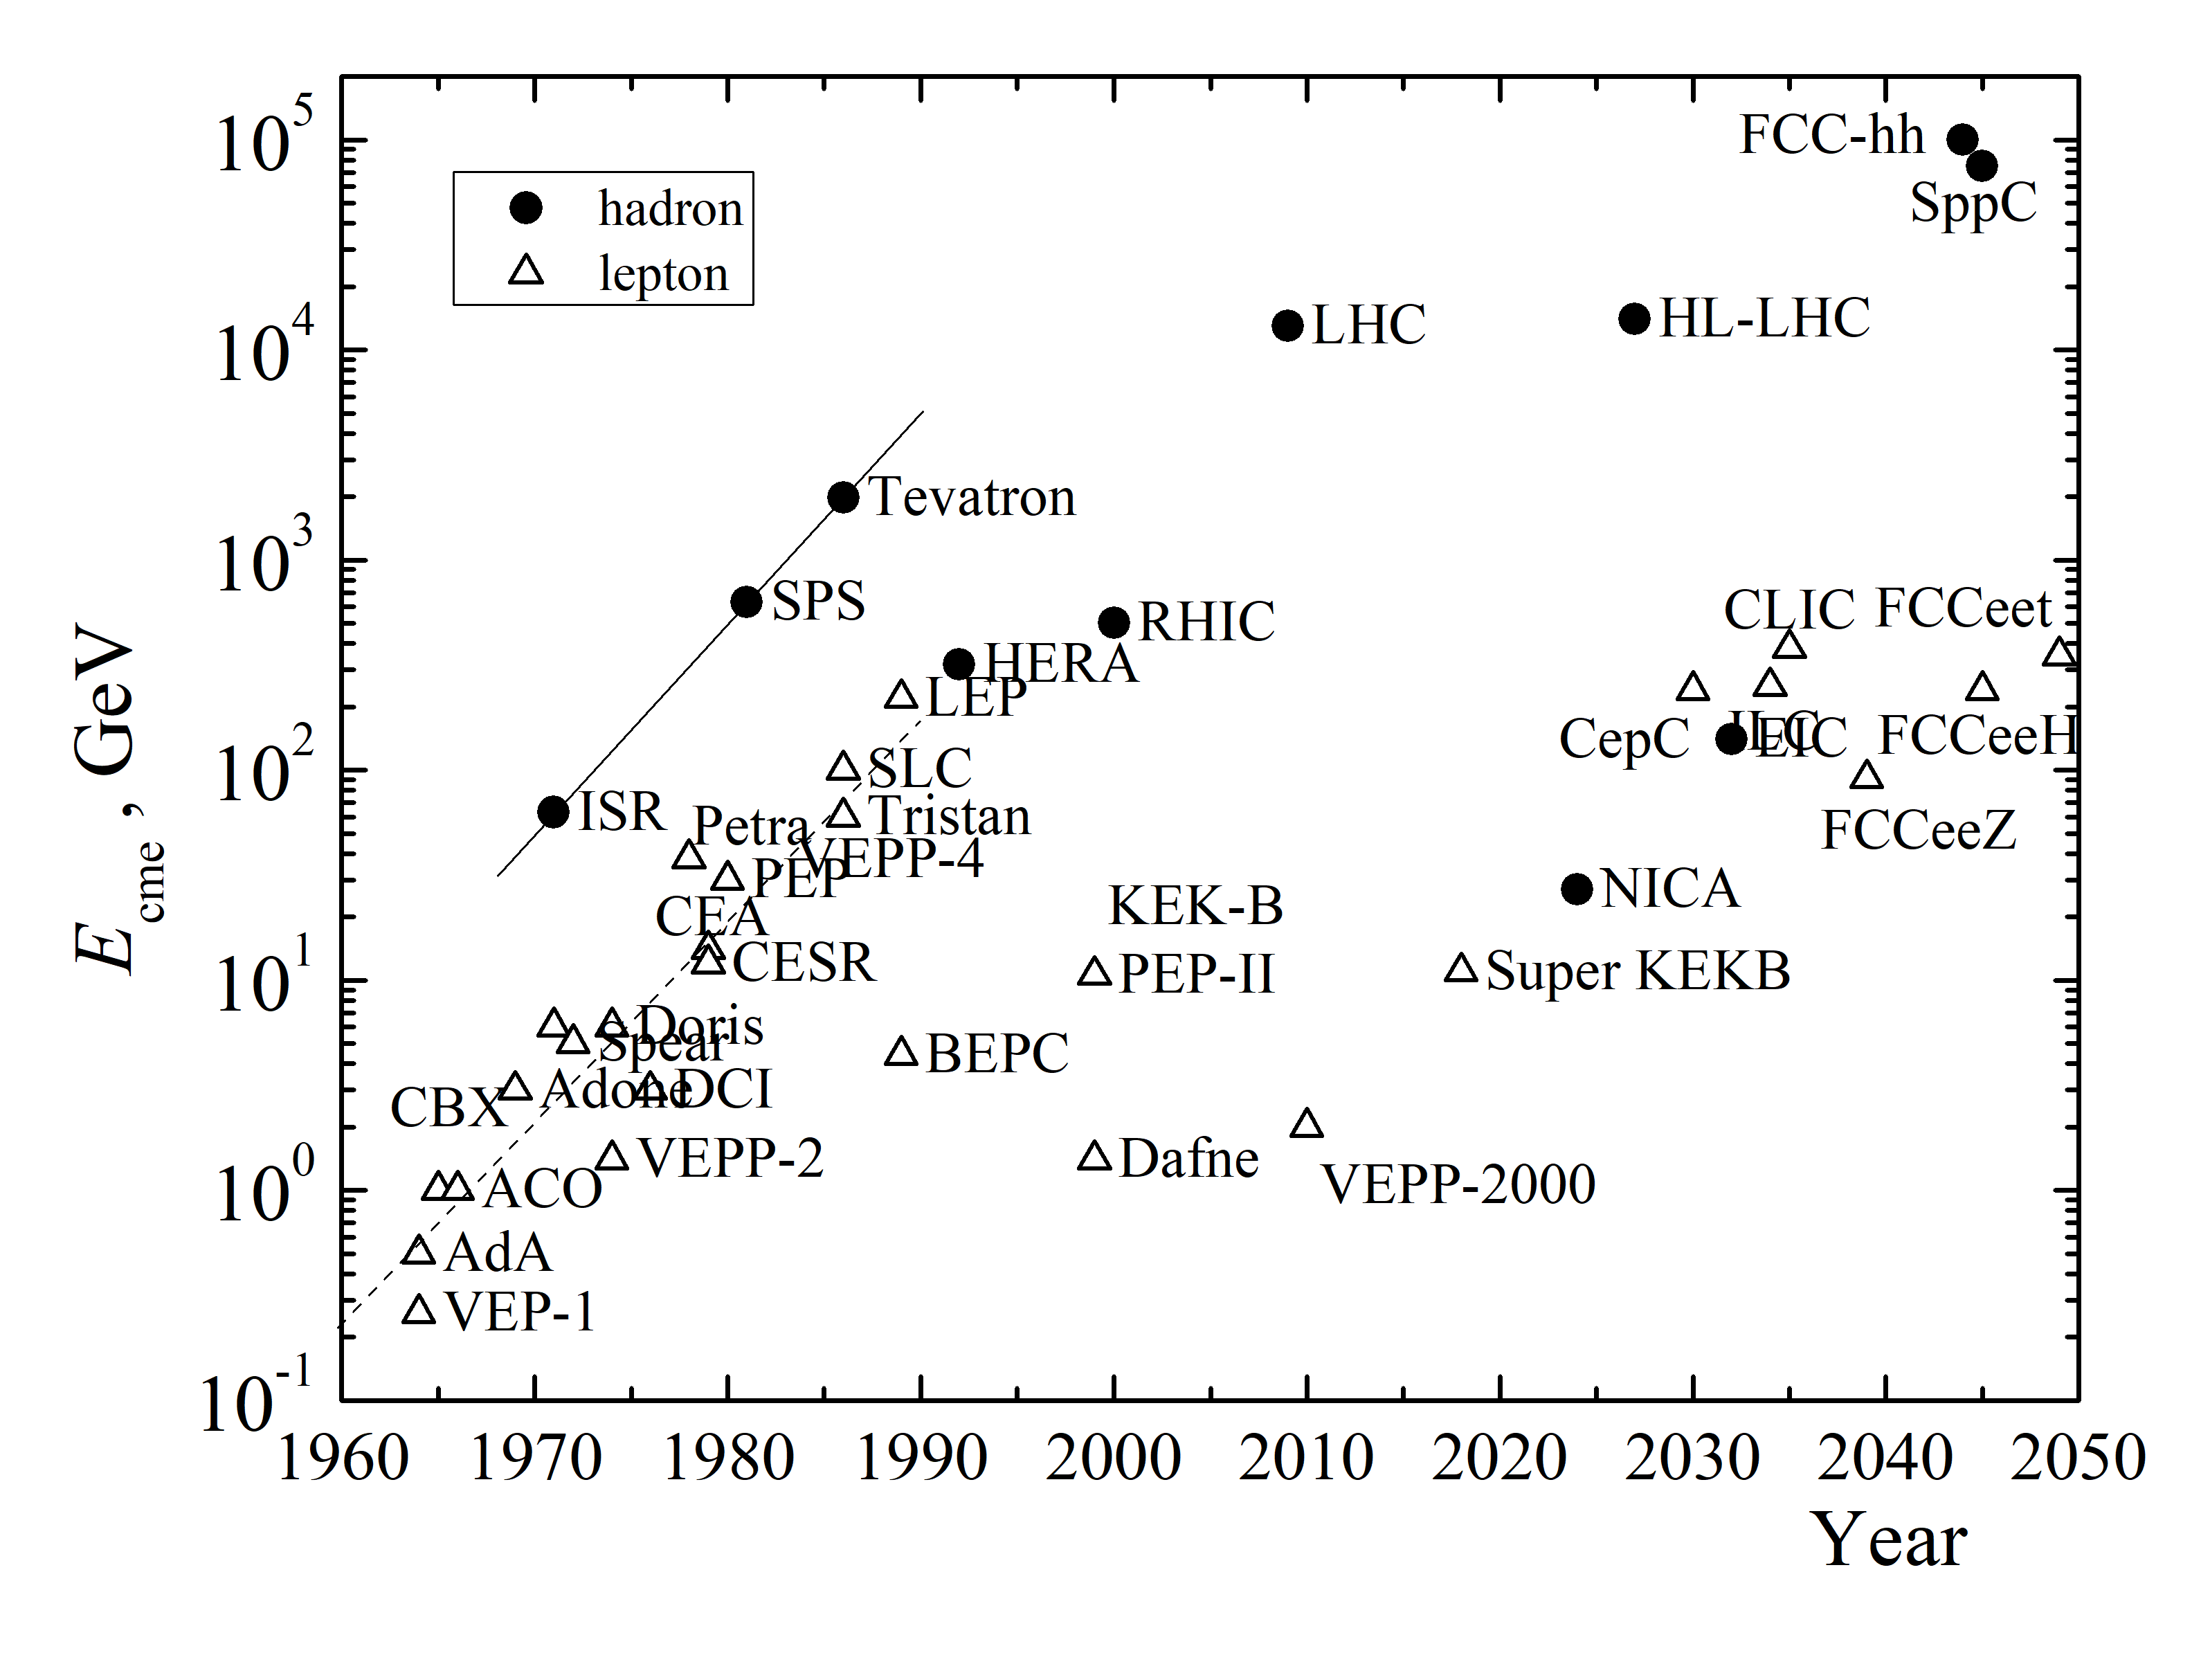 10^5
10^4
10^3
10^2
10^1
10^0
10^-1
E_cme, GeV
hadron
lepton
FCC-hh
SppC
LHC
HL-LHC
Tevatron
SPS
RHIC
CLIC
FCCeet
HERA
LEP
CepC
ILC
EIC
FCCeeH
SLC
ISR
Petra
Tristan
FCCeeZ
VEPP-4
PEP
NICA
CEA
KEK-B
CESR
PEP-II
Super KEKB
Doris
Spear
BEPC
CBX
Adone
DCI
VEPP-2
Dafne
VEPP-2000
ACO
AdA
VEP-1
1960 1970 1980 1990 2000 2010 2020 2030 2040 2050
Year